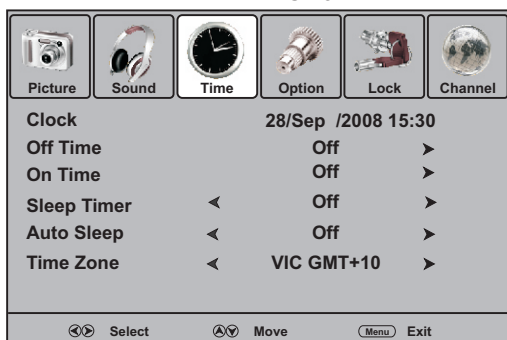 Picture Sound Time Option Lock Channel
Clock 28/Sep /2008 15:30
Off Time Off
On Time Off
Sleep Timer Off
Auto Sleep Off
Time Zone VIC GMT+10
Select Move Menu Exit